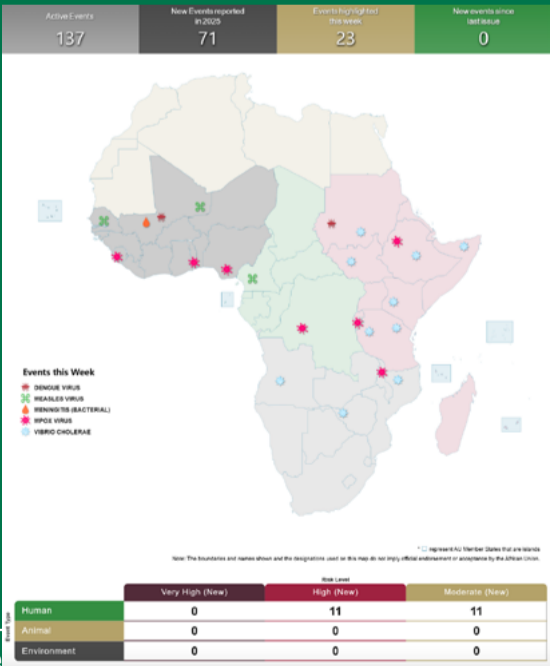 Active Events
137
New Events reported
in 2025
71
Events highlighted
this week
23
New events since
last issue
0
Events this Week
DENGUE VIRUS
MEASLES VIRUS
MENINGITIS (BACTERIAL)
MPOX VIRUS
VIBRIO CHOLERAE
* represent AU Member States that are islands
Note: The boundaries and names shown and the designations used on this map do not imply official endorsement or acceptance by the African Union.
Risk Level
Event Type
Very High (New) High (New) Moderate (New)
Human 0 11 11
Animal 0 0 0
Environment 0 0 0